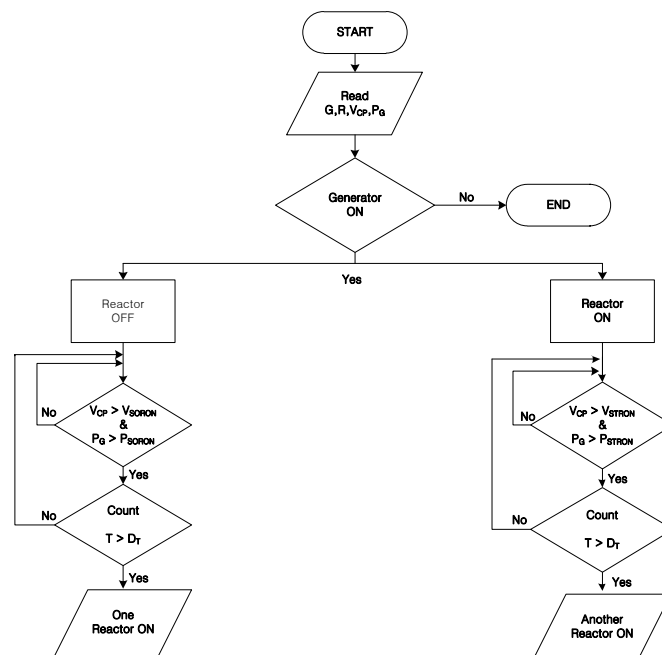 START
Read
G,R,VCP,PG
Generator
ON
No
END
Yes
Reactor
OFF
Reactor
ON
VCP > VSORON
&
PG > PSORON
No
Yes
Count
T > DT
No
Yes
One
Reactor ON
VCP > VSTRON
&
PG > PSTRON
No
Yes
Count
T > DT
No
Yes
Another
Reactor ON